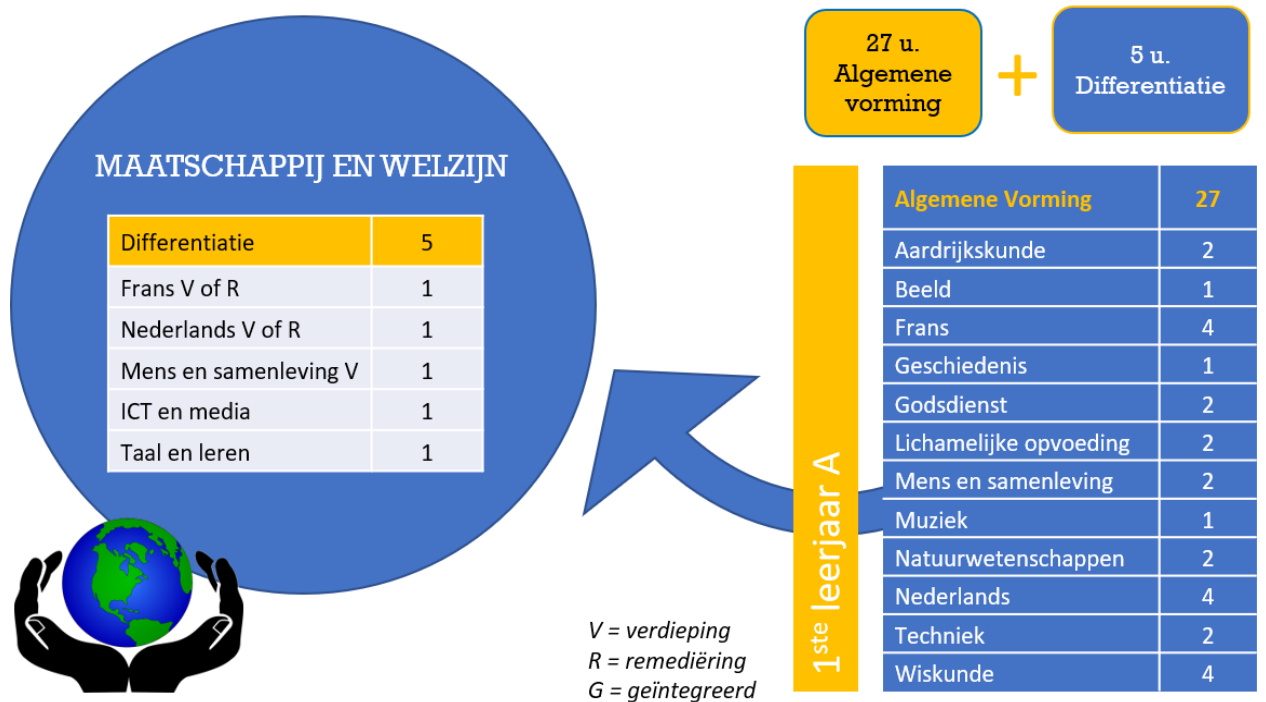 27 u.
Algemene
vorming
+
5 u.
Differentiatie
MAATSCHAPPIJ EN WELZIJN
Differentiatie 5
Frans V of R 1
Nederlands V of R 1
Mens en samenleving V 1
ICT en media 1
Taal en leren 1
1ste leerjaar A
Algemene Vorming 27
Aardrijkskunde 2
Beeld 1
Frans 4
Geschiedenis 1
Godsdienst 2
Lichamelijke opvoeding 2
Mens en samenleving 2
Muziek 1
Natuurwetenschappen 2
Nederlands 4
Techniek 2
Wiskunde 4
V = verdieping
R = remediëring
G = geïntegreerd